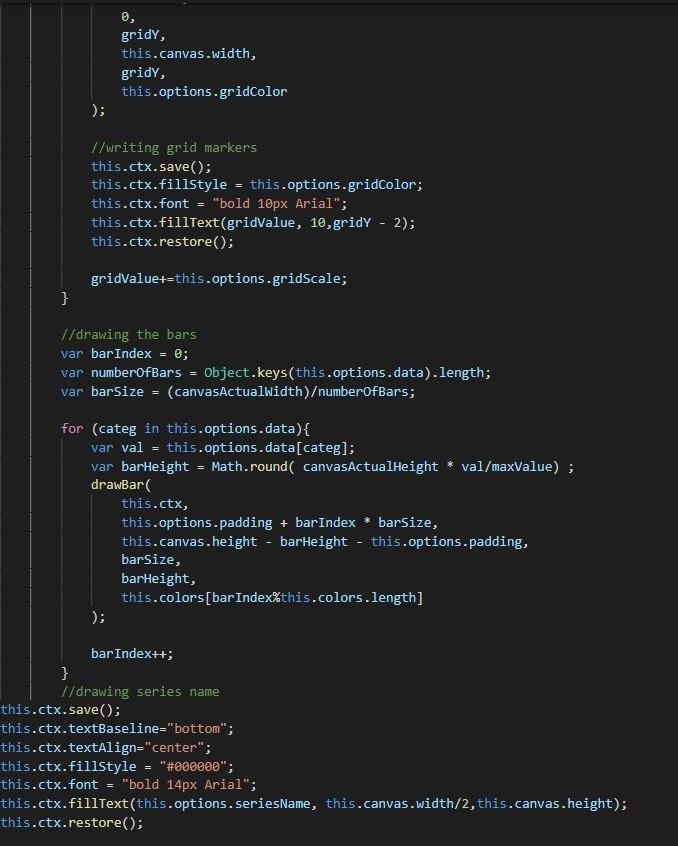 0,
gridY,
this.canvas.width,
gridY,
this.options.gridColor
);
//writing grid markers
this.ctx.save();
this.ctx.fillStyle = this.options.gridColor;
this.ctx.font = "bold 10px Arial";
this.ctx.fillText(gridValue, 10,gridY - 2);
this.ctx.restore();
gridValue+=this.options.gridScale;
}
//drawing the bars
var barIndex = 0;
var numberOfBars = Object.keys(this.options.data).length;
var barSize = (canvasActualWidth)/numberOfBars;
for (categ in this.options.data){
var val = this.options.data[categ];
var barHeight = Math.round( canvasActualHeight * val/maxValue) ;
drawBar(
this.ctx,
this.options.padding + barIndex * barSize,
this.canvas.height - barHeight - this.options.padding,
barSize,
barHeight,
this.colors[barIndex%this.colors.length]
);
barIndex++;
}
//drawing series name
this.ctx.save();
this.ctx.textBaseline="bottom";
this.ctx.textAlign="center";
this.ctx.fillStyle = "#000000";
this.ctx.font = "bold 14px Arial";
this.ctx.fillText(this.options.seriesName, this.canvas.width/2,this.canvas.height);
this.ctx.restore();